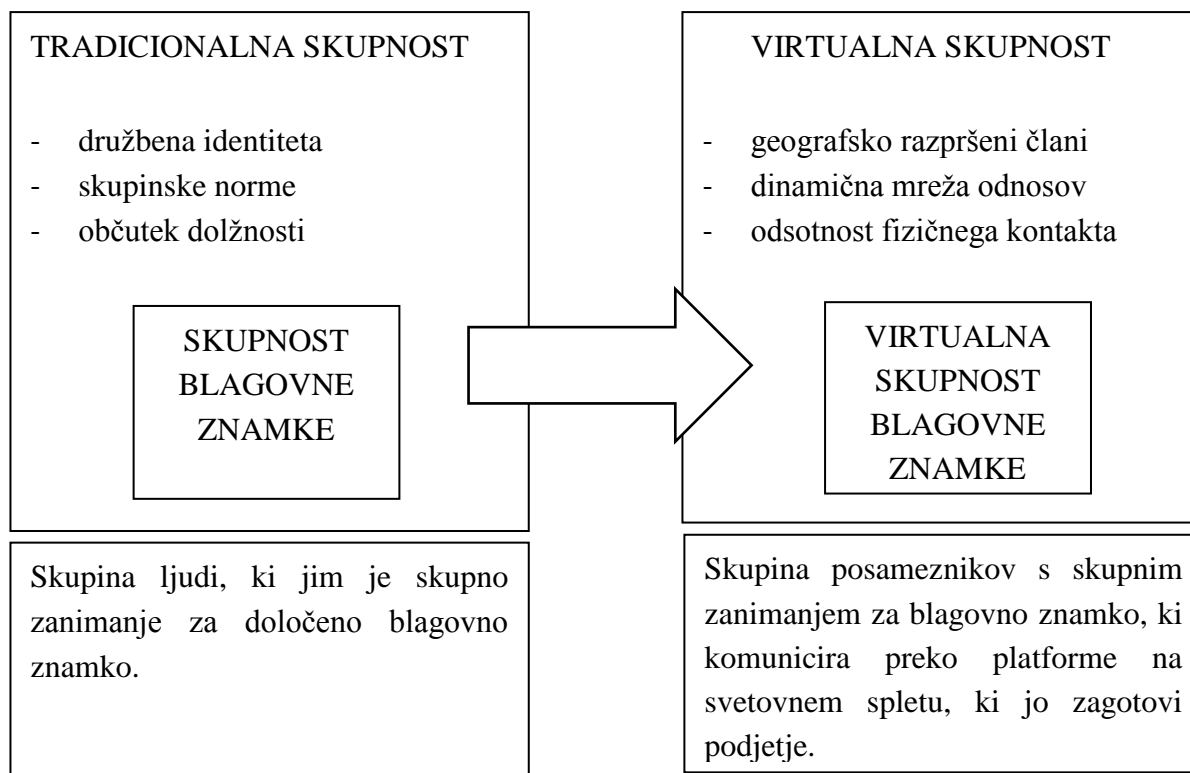 TRADICIONALNA SKUPNOST
- družbena identiteta
- skupinske norme
- občutek dolžnosti
SKUPNOST
BLAGOVNE
ZNAMKE
Skupina ljudi, ki jim je skupno
zanimanje za določeno blagovno
znamko.
VIRTUALNA SKUPNOST
- geografsko razpršeni člani
- dinamična mreža odnosov
- odsotnost fizičnega kontakta
VIRTUALNA
SKUPNOST
BLAGOVNE
ZNAMKE
Skupina posameznikov s skupnim
zanimanjem za blagovno znamko, ki
komunicira preko platforme na
svetovnem spletu, ki jo zagotovi
podjetje.